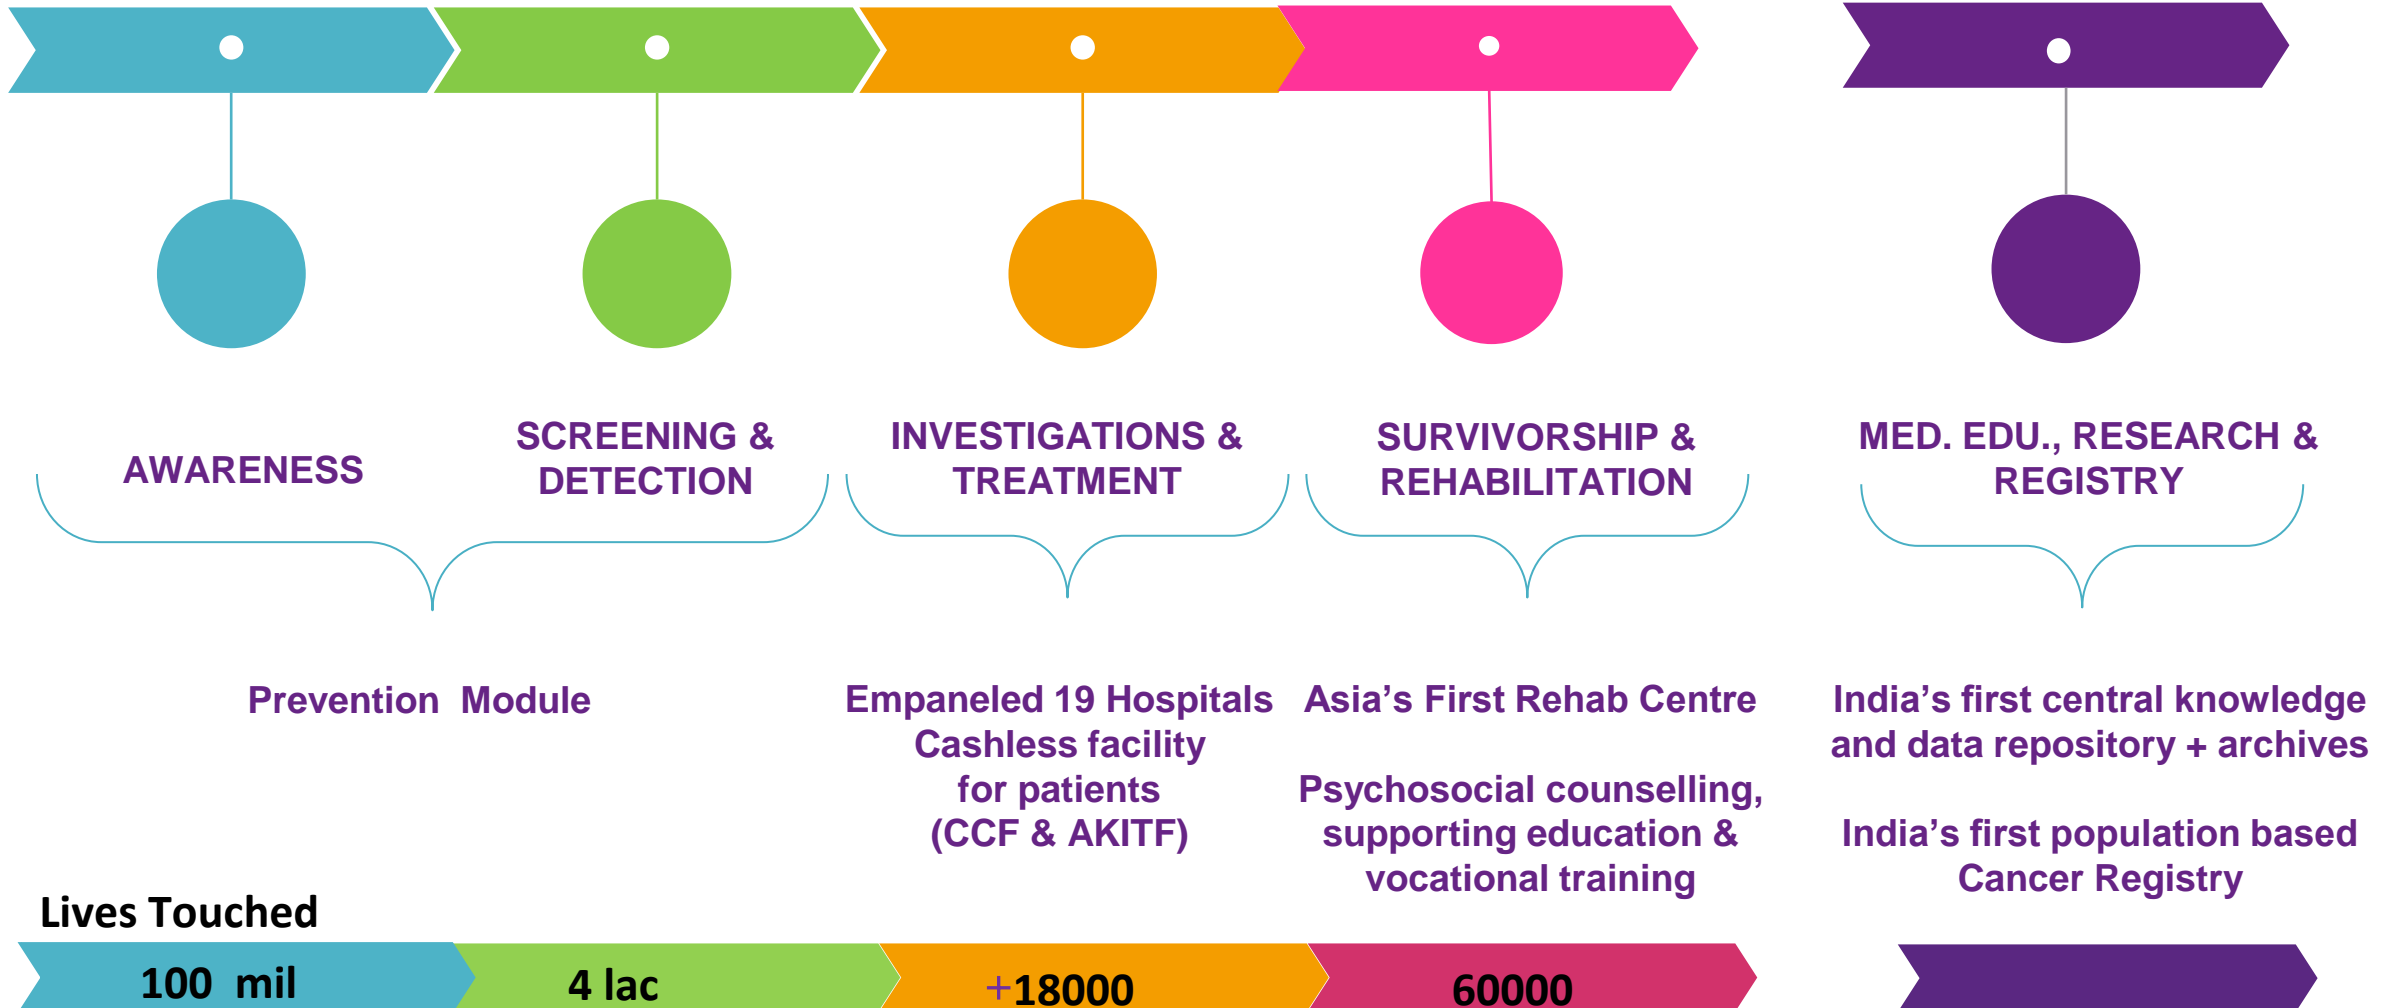 AWARENESS
SCREENING &
DETECTION
INVESTIGATIONS &
TREATMENT
SURVIVORSHIP &
REHABILITATION
MED. EDU., RESEARCH &
REGISTRY
Prevention Module
Empaneled 19 Hospitals
Cashless facility
for patients
(CCF & AKITF)
Asia's First Rehab Centre
Psychosocial counselling,
supporting education &
vocational training
India's first central knowledge
and data repository + archives
India's first population based
Cancer Registry
Lives Touched
100 mil
4 lac
+18000
60000